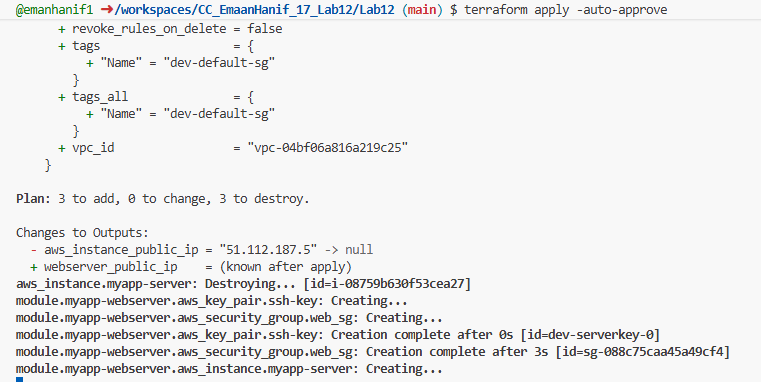 @emanhanif1 ➜/workspaces/CC_EmaanHanif_17_Lab12/Lab12 (main) $ terraform apply -auto-approve
+ revoke_rules_on_delete = false
+ tags                   = {
+ "Name" = "dev-default-sg"
}
+ tags_all               = {
+ "Name" = "dev-default-sg"
}
+ vpc_id                 = "vpc-04bf06a816a219c25"
}
Plan: 3 to add, 0 to change, 3 to destroy.
Changes to Outputs:
- aws_instance_public_ip = "51.112.187.5" -> null
+ webserver_public_ip    = (known after apply)
aws_instance.myapp-server: Destroying... [id=i-08759b630f53cea27]
module.myapp-webserver.aws_key_pair.ssh-key: Creating...
module.myapp-webserver.aws_security_group.web_sg: Creating...
module.myapp-webserver.aws_key_pair.ssh-key: Creation complete after 0s [id=dev-serverkey-0]
module.myapp-webserver.aws_security_group.web_sg: Creation complete after 3s [id=sg-088c75caa45a49cf4]
module.myapp-webserver.aws_instance.myapp-server: Creating...